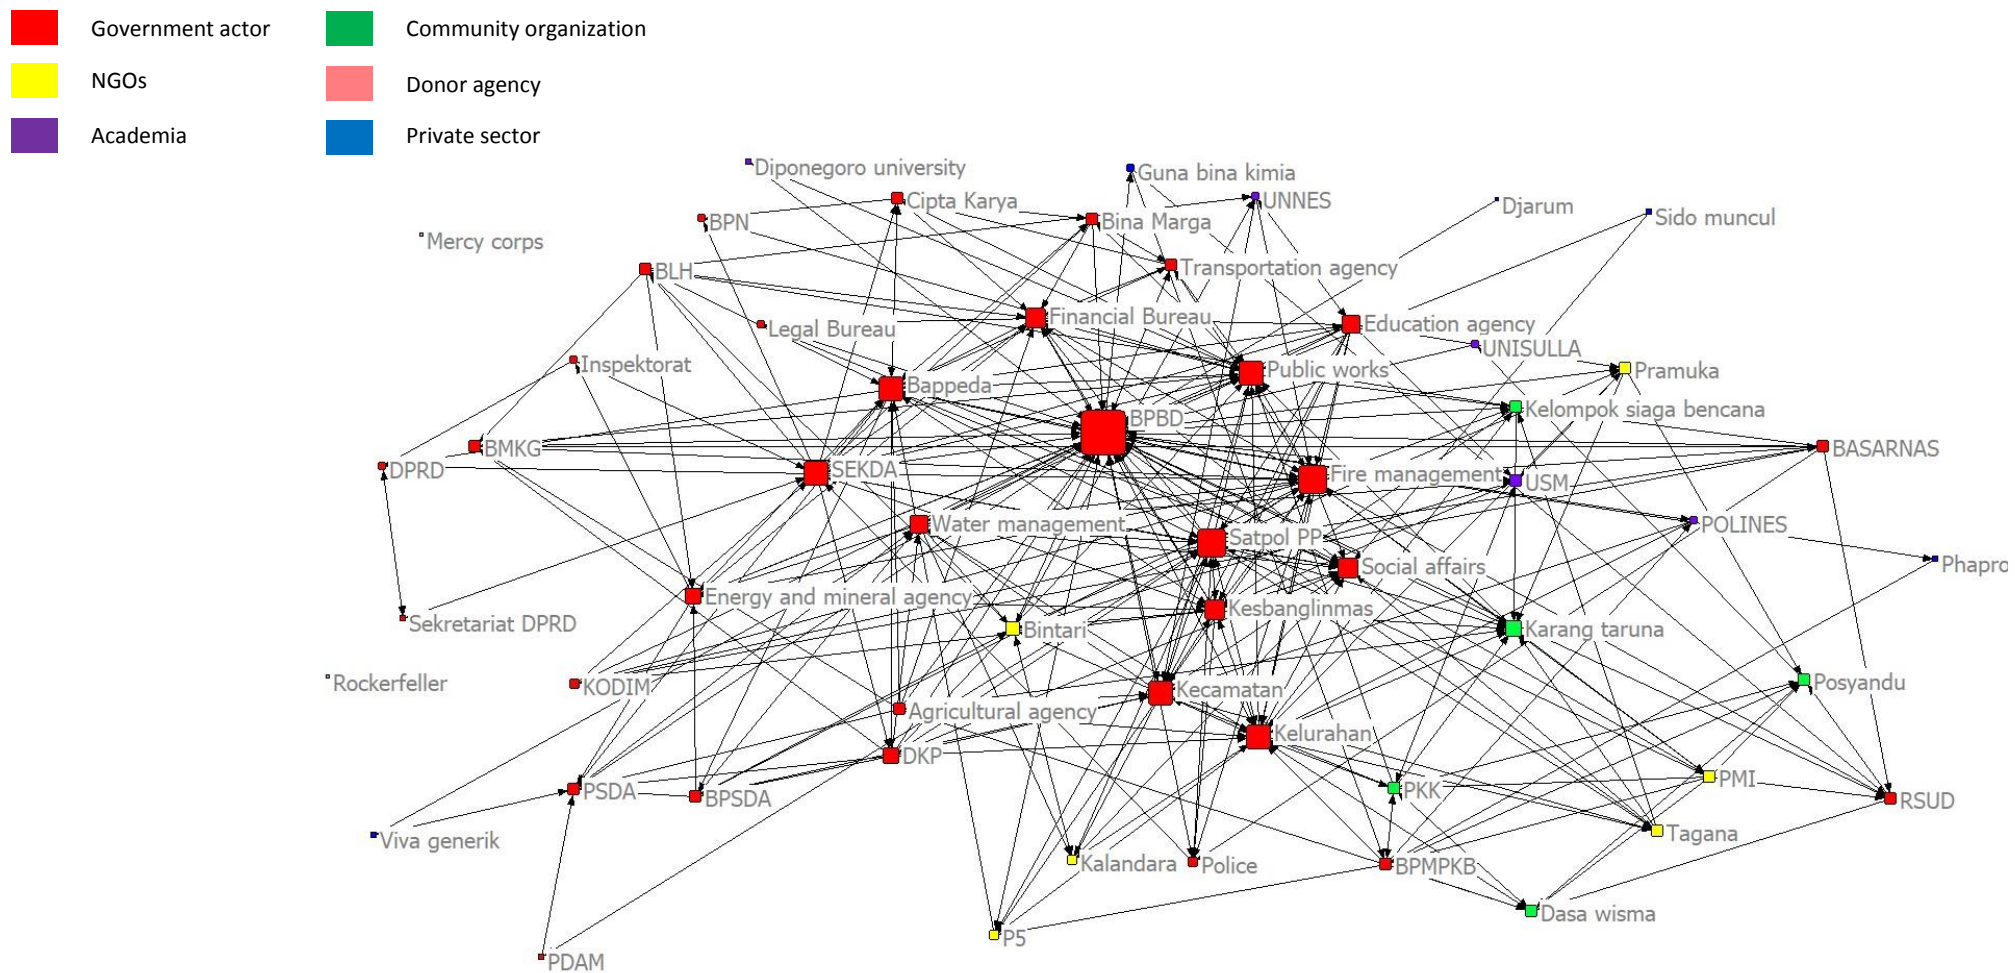 Government actor
Community organization
NGOs
Donor agency
Academia
Private sector
Diponegoro university
Guna bina kimia
UNNES
Cipta Karya
Djarum
Sido muncul
BPN
Bina Marga
Mercy corps
BLH
Transportation agency
Legal Bureau
Financial Bureau
Education agency
UNISULLA
Inspektorat
Bappeda
Public works
Pramuka
BPBD
Kelompok siaga bencana
BMKG
BASARNAS
DPRD
SEKDA
Fire management
USM
Water management
Satpol PP
POLINES
Social affairs
Phapro
Energy and mineral agency
Kesbanglinmas
Sekretariat DPRD
Bintari
Karang taruna
Rockerfeller
KODIM
Kecamatan
Posyandu
Agricultural agency
Kelurahan
DKP
PSDA
BPSDA
PKK
PMI
RSUD
Viva generik
Tagana
Kalandara
Police
BPMPKB
Dasa wisma
P5
PDAM